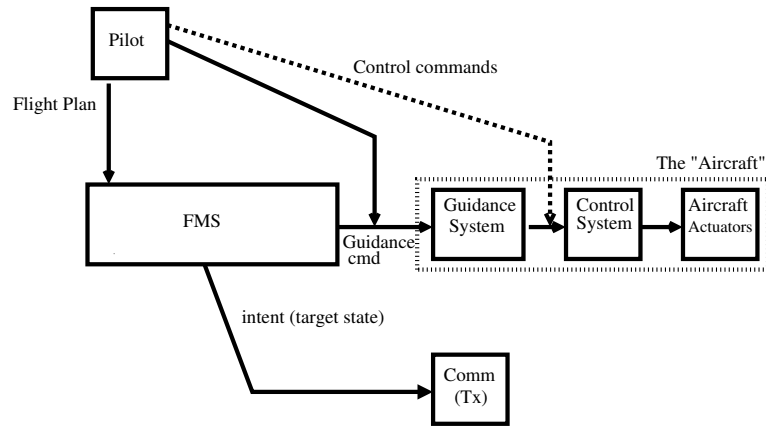 Pilot
Control commands
Flight Plan
The "Aircraft"
FMS
Guidance
System
Control
System
Aircraft
Actuators
Guidance
cmd
intent (target state)
Comm
(Tx)